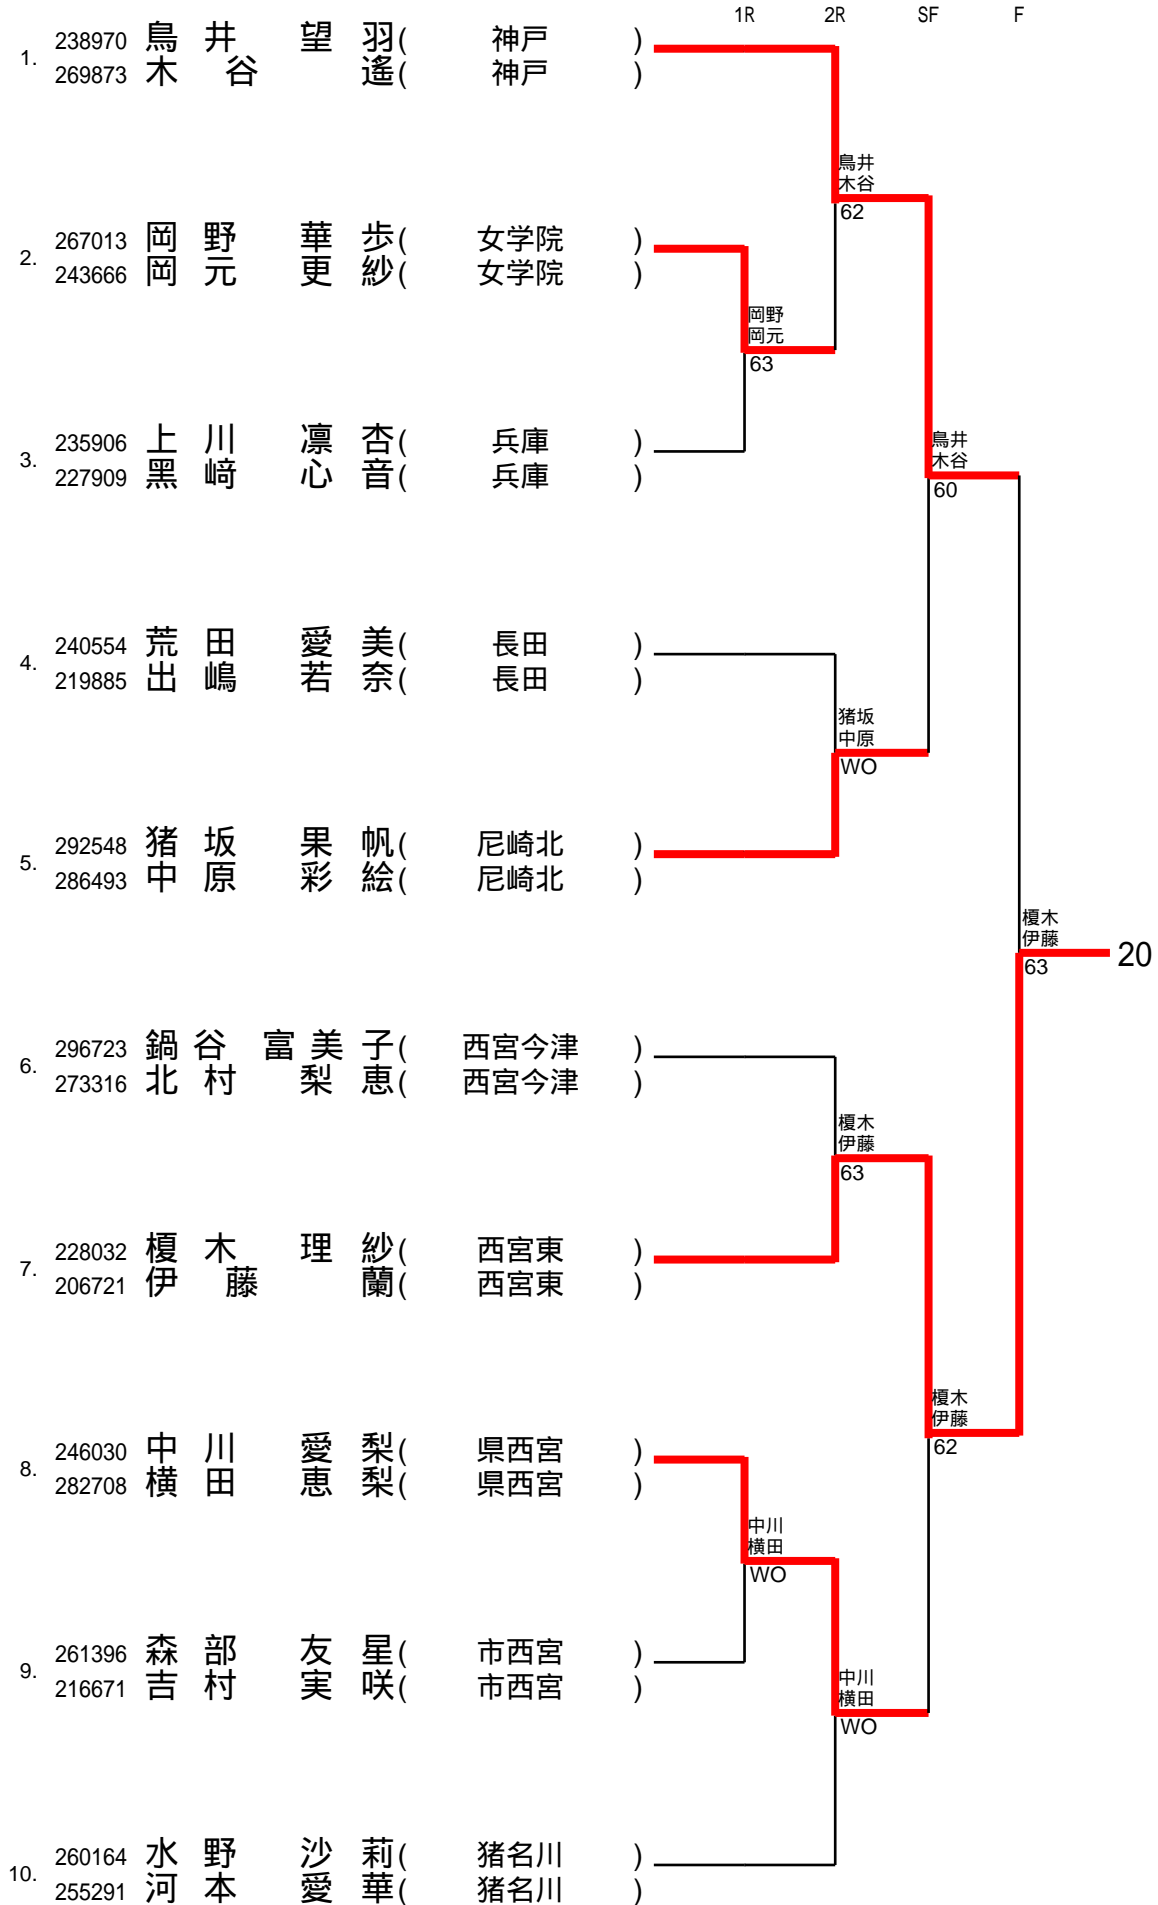 1R 2R SF F
1. 238970 鳥井 望羽( 神戸 )
269873 木谷 遙( 神戸 )
鳥井
木谷
62
2. 267013 岡野 華歩( 女学院 )
243666 岡元 更紗( 女学院 )
岡野
岡元
63
3. 235906 上川 凛杏( 兵庫 )
227909 黒﨑 心音( 兵庫 )
鳥井
木谷
60
4. 240554 荒田 愛美( 長田 )
219885 出嶋 若奈( 長田 )
猪坂
中原
WO
5. 292548 猪坂 果帆( 尼崎北 )
286493 中原 彩絵( 尼崎北 )
榎木
伊藤
63
20
6. 296723 鍋谷 富美子( 西宮今津 )
273316 北村 梨恵( 西宮今津 )
榎木
伊藤
63
7. 228032 榎木 理紗( 西宮東 )
206721 伊藤 蘭( 西宮東 )
榎木
伊藤
62
8. 246030 中川 愛梨( 県西宮 )
282708 横田 恵梨( 県西宮 )
中川
横田
WO
9. 261396 森部 友星( 市西宮 )
216671 吉村 実咲( 市西宮 )
中川
横田
WO
10. 260164 水野 沙莉( 猪名川 )
255291 河本 愛華( 猪名川 )